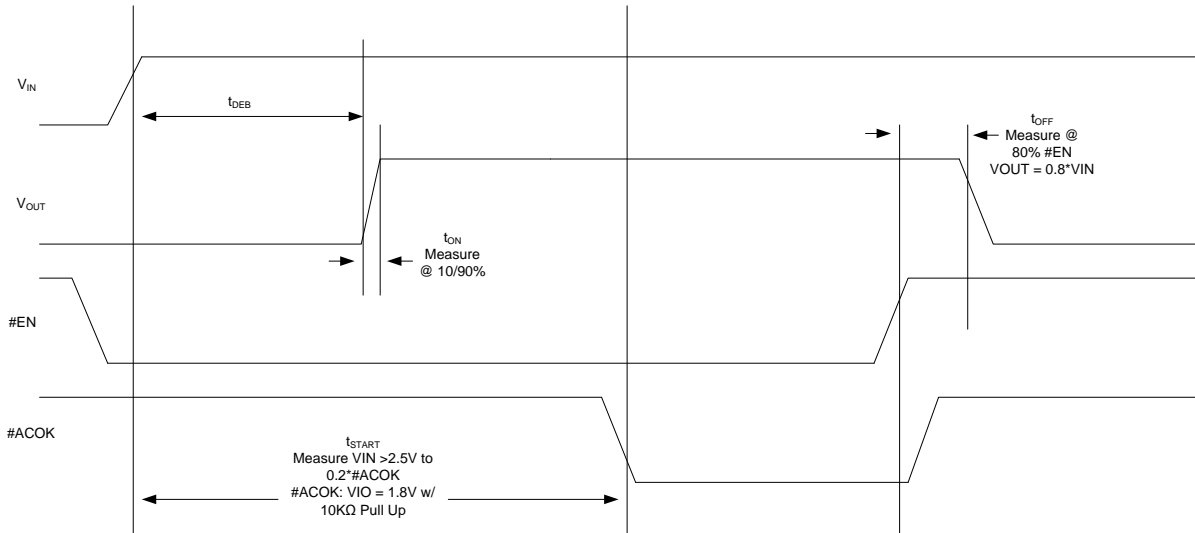 VIN
tDEB
tOFF
Measure @
80% #EN
VOUT = 0.8*VIN
VOUT
tON
Measure
@ 10/90%
#EN
#ACOK
tSTART
Measure VIN >2.5V to
0.2*#ACOK
#ACOK: VIO = 1.8V w/
10KΩ Pull Up